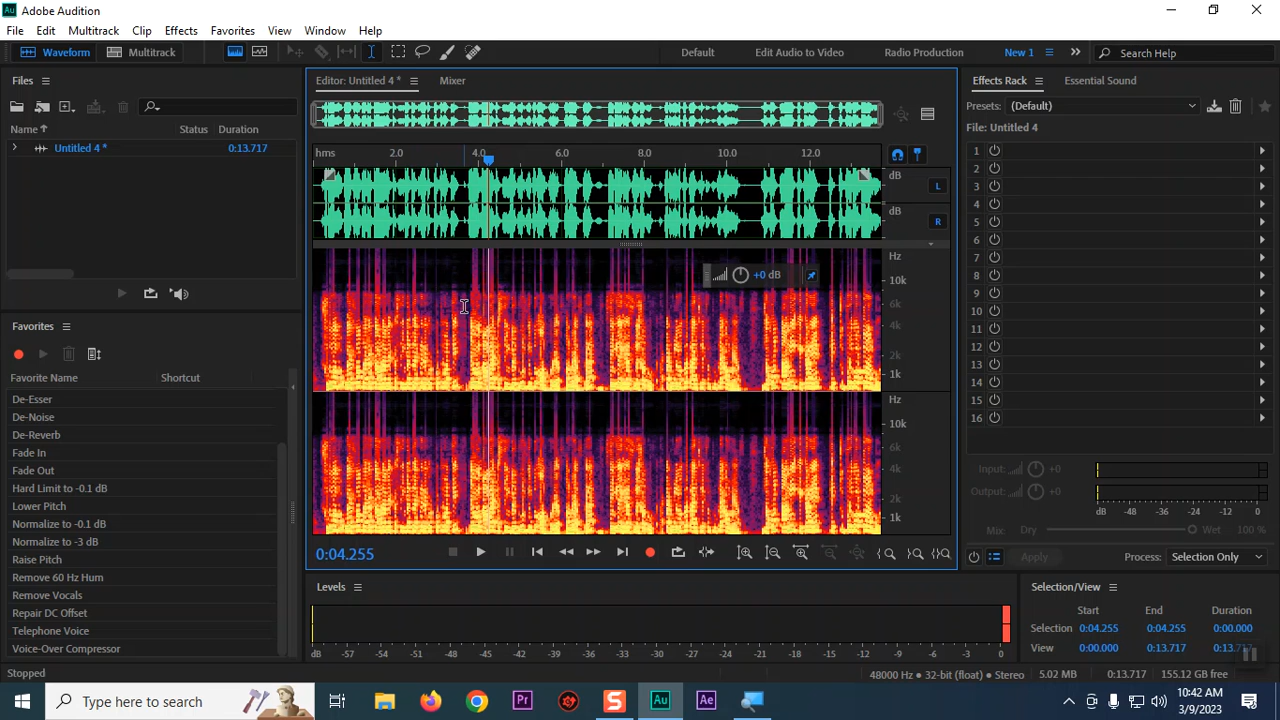 Au Adobe Audition
File Edit Multitrack Clip Effects Favorites View Window Help
Waveform Multitrack Default Edit Audio to Video Radio Production New 1 Search Help
Files Editor: Untitled 4 * Mixer Effects Rack Essential Sound
Presets: (Default)
Name Status Duration File: Untitled 4
Untitled 4 * 0:13.717
hms 2.0 4.0 6.0 8.0 10.0 12.0
dB L
dB R
Hz
+0 dB 10k
6k
4k
2k
1k
Hz
10k
6k
4k
2k
1k
1
2
3
4
5
6
7
8
9
10
11
12
13
14
15
16
Favorites
Favorite Name Shortcut
De-Esser
De-Noise
De-Reverb
Fade In
Fade Out
Hard Limit to -0.1 dB
Lower Pitch
Normalize to -0.1 dB
Normalize to -3 dB
Raise Pitch
Remove 60 Hz Hum
Remove Vocals
Repair DC Offset
Telephone Voice
Voice-Over Compressor
Input: +0
Output: +0
dB -48 -36 -24 -12 0
Mix: Dry Wet 100 %
0:04.255 Apply Process: Selection Only
Levels
dB -57 -54 -51 -48 -45 -42 -39 -36 -33 -30 -27 -24 -21 -18 -15 -12 -9 -6 -3 0
Selection/View
Start End Duration
Selection 0:04.255 0:04.255 0:00.000
View 0:00.000 0:13.717 0:13.717
Stopped 48000 Hz • 32-bit (float) • Stereo 5.02 MB 0:13.717 155.12 GB free
Type here to search Pr S Au Ae 10:42 AM
3/9/2023